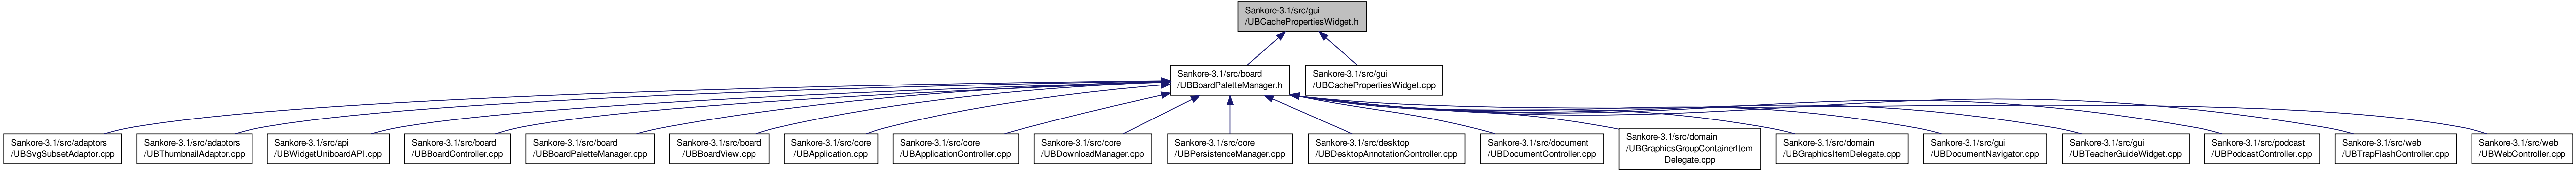 Sankore-3.1/src/gui
/UBCachePropertiesWidget.h
Sankore-3.1/src/board
/UBBoardPaletteManager.h
Sankore-3.1/src/gui
/UBCachePropertiesWidget.cpp
Sankore-3.1/src/adaptors
/UBSvgSubsetAdaptor.cpp
Sankore-3.1/src/adaptors
/UBThumbnailAdaptor.cpp
Sankore-3.1/src/api
/UBWidgetUniboardAPI.cpp
Sankore-3.1/src/board
/UBBoardController.cpp
Sankore-3.1/src/board
/UBBoardPaletteManager.cpp
Sankore-3.1/src/board
/UBBoardView.cpp
Sankore-3.1/src/core
/UBApplication.cpp
Sankore-3.1/src/core
/UBApplicationController.cpp
Sankore-3.1/src/core
/UBDownloadManager.cpp
Sankore-3.1/src/core
/UBPersistenceManager.cpp
Sankore-3.1/src/desktop
/UBDesktopAnnotationController.cpp
Sankore-3.1/src/document
/UBDocumentController.cpp
Sankore-3.1/src/domain
/UBGraphicsGroupContainerItem
Delegate.cpp
Sankore-3.1/src/domain
/UBGraphicsItemDelegate.cpp
Sankore-3.1/src/gui
/UBDocumentNavigator.cpp
Sankore-3.1/src/gui
/UBTeacherGuideWidget.cpp
Sankore-3.1/src/podcast
/UBPodcastController.cpp
Sankore-3.1/src/web
/UBTrapFlashController.cpp
Sankore-3.1/src/web
/UBWebController.cpp